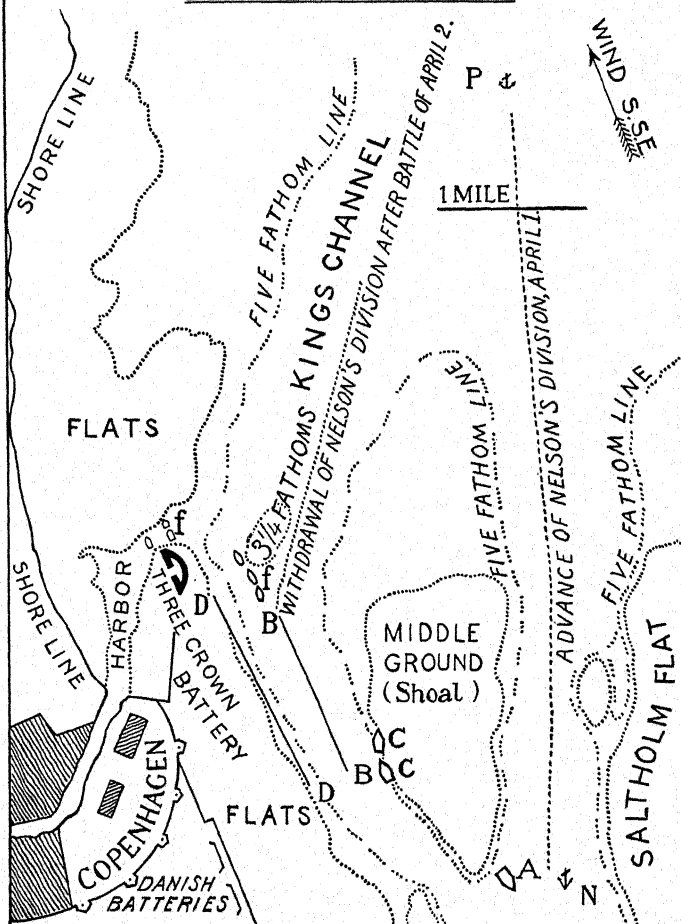 WITHDRAWAL OF NELSON'S DIVISION AFTER BATTLE OF APRIL 2.
P
WIND S.SE
SHORE LINE
FIVE FATHOM LINE
KINGS CHANNEL
1 MILE
ADVANCE OF NELSON'S DIVISION, APRIL 1.
FLATS
3¼ FATHOMS
FIVE FATHOM LINE
FIVE FATHOM LINE
f
f
SHORE LINE
HARBOR
THREE CROWN
BATTERY
D
B
MIDDLE
GROUND
(Shoal)
SALTHOLM FLAT
C
B C
D
FLATS
COPENHAGEN
DANISH
BATTERIES
A
N